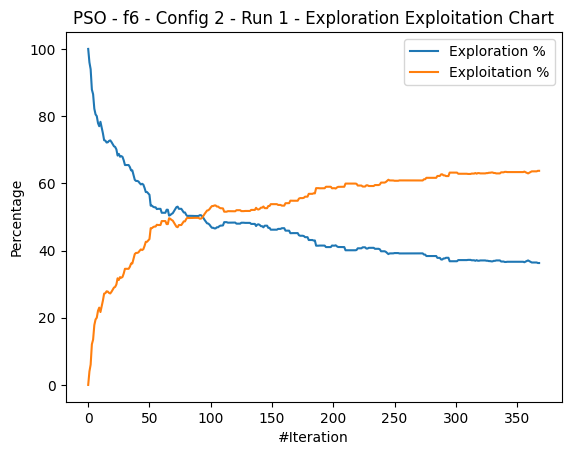 PSO - f6 - Config 2 - Run 1 - Exploration Exploitation Chart
Exploration %
Exploitation %
Percentage
100
80
60
40
20
0
0 50 100 150 200 250 300 350
#Iteration